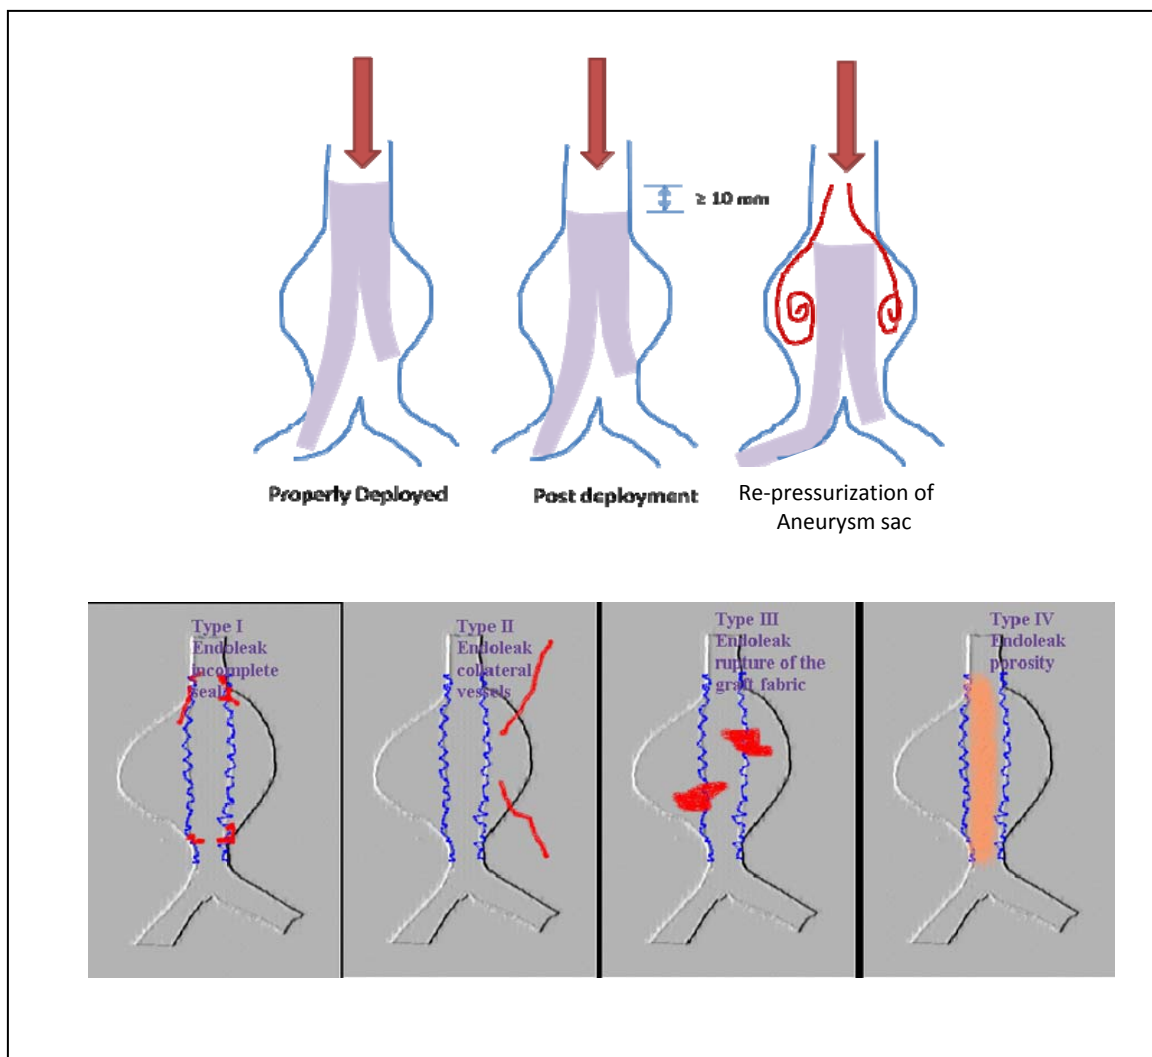 ≥ 10 mm
Properly Deployed
Post deployment
Re-pressurization of
Aneurysm sac
Type I
Endoleak
incomplete
seals
Type II
Endoleak
collateral
vessels
Type III
Endoleak
rupture of the
graft fabric
Type IV
Endoleak
porosity